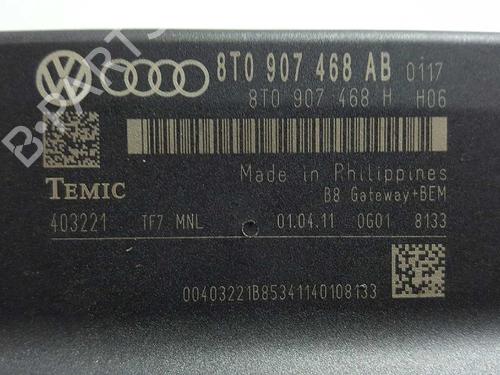 8T0 907 468 AB 0117
8T0 907 468 H H06
TEMIC
Made in Philippines
B8 Gateway+BEM
403221 TF7 MNL 01.04.11 0G01 8133
00403221B85341140108133